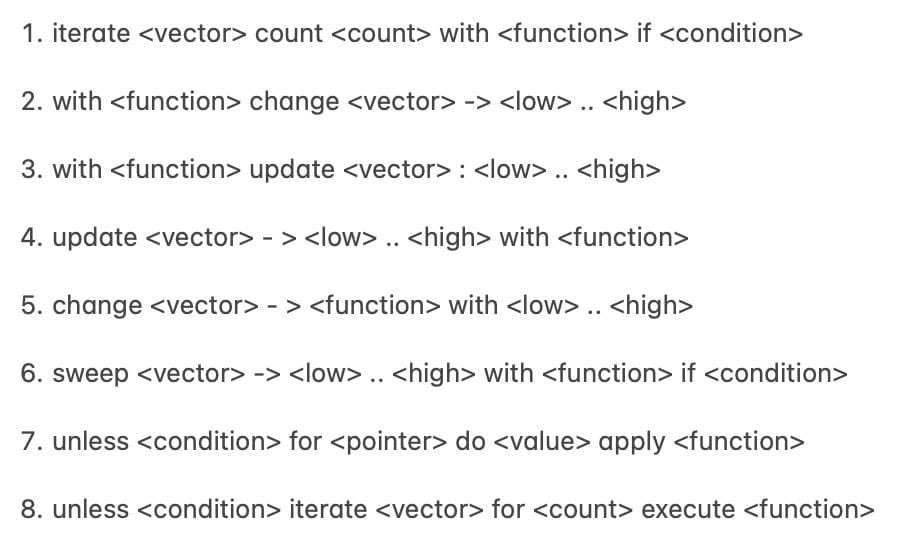 1. iterate <vector> count <count> with <function> if <condition>
2. with <function> change <vector> -> <low> .. <high>
3. with <function> update <vector> : <low> .. <high>
4. update <vector> - > <low> .. <high> with <function>
5. change <vector> - > <function> with <low> .. <high>
6. sweep <vector> -> <low> .. <high> with <function> if <condition>
7. unless <condition> for <pointer> do <value> apply <function>
8. unless <condition> iterate <vector> for <count> execute <function>